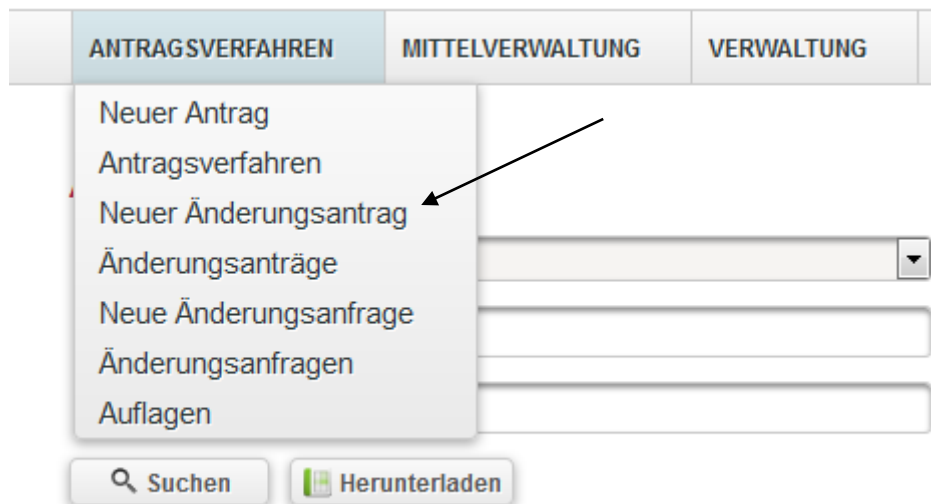 ANTRAGSVERFAHREN MITTELVERWALTUNG VERWALTUNG
Neuer Antrag
Antragsverfahren
Neuer Änderungsantrag
Änderungsanträge
Neue Änderungsanfrage
Änderungsanfragen
Auflagen
Suchen Herunterladen